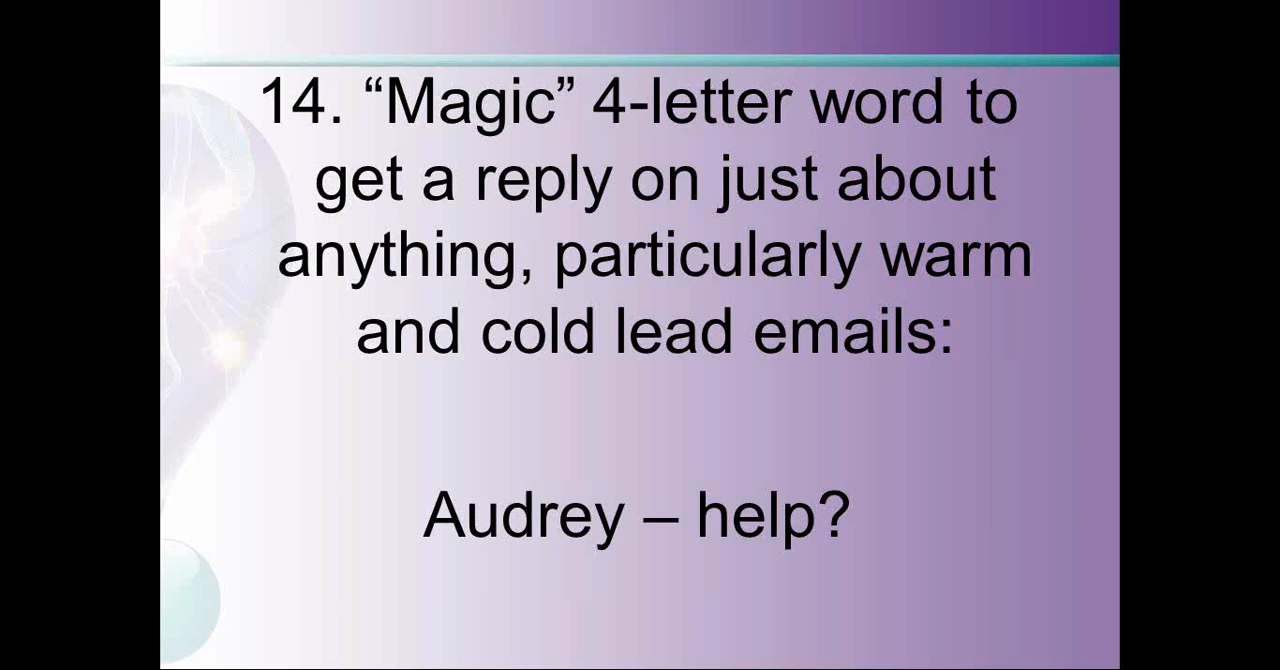 14. “Magic” 4-letter word to
get a reply on just about
anything, particularly warm
and cold lead emails:
Audrey – help?